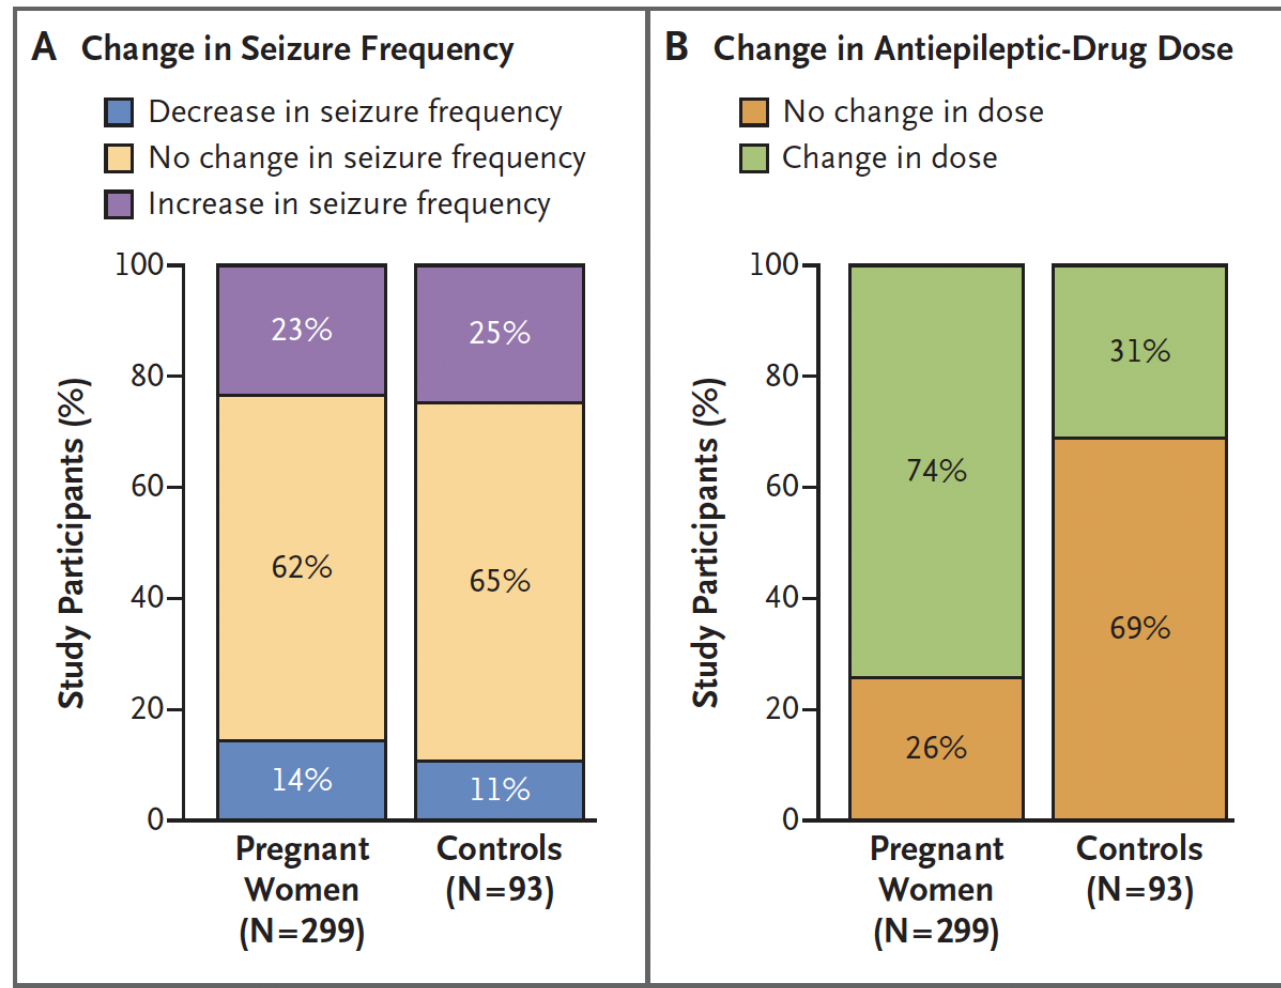 A Change in Seizure Frequency
Decrease in seizure frequency
No change in seizure frequency
Increase in seizure frequency
Study Participants (%)
100
80
60
40
20
0
23%
62%
14%
25%
65%
11%
Pregnant
Women
(N=299)
Controls
(N=93)
B Change in Antiepileptic-Drug Dose
No change in dose
Change in dose
Study Participants (%)
100
80
60
40
20
0
74%
26%
31%
69%
Pregnant
Women
(N=299)
Controls
(N=93)